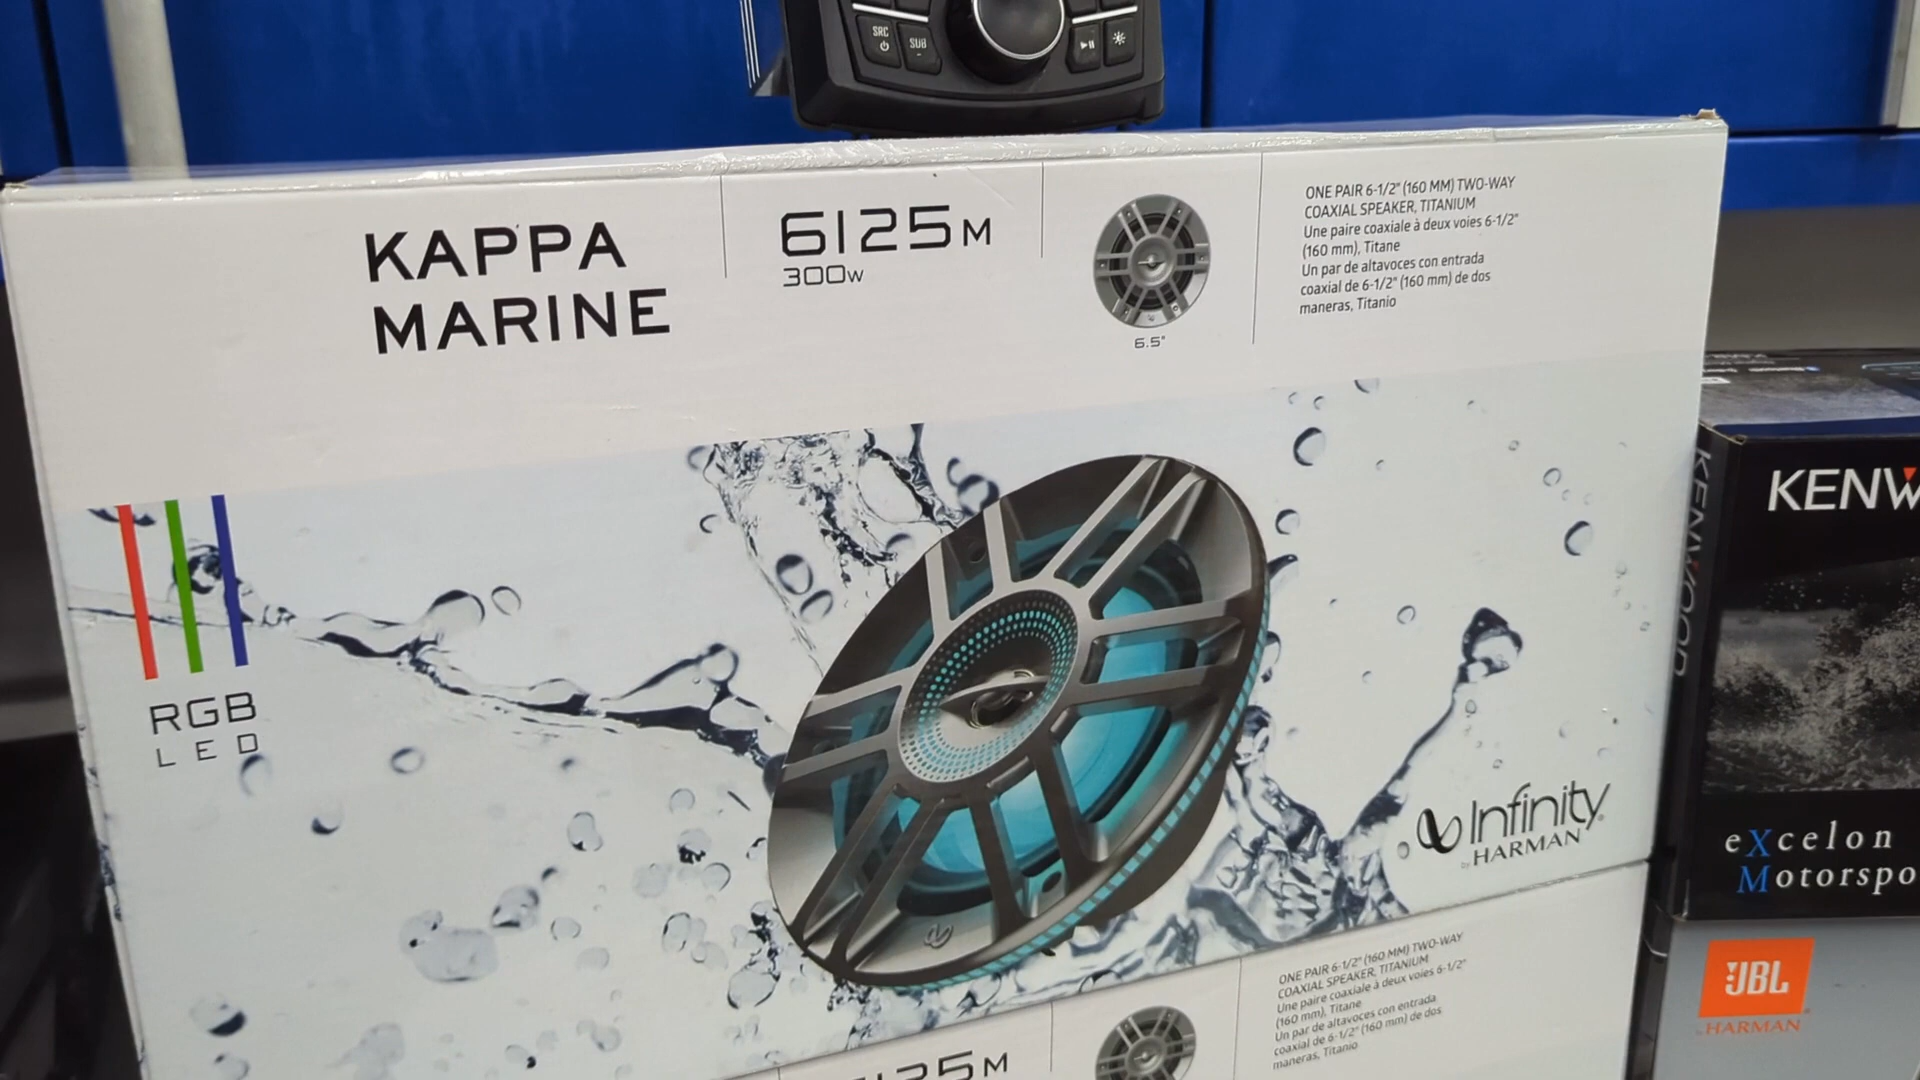 SRC
SUB
KAPPA
MARINE
6125M
300W
6.5"
ONE PAIR 6-1/2" (160 MM) TWO-WAY
COAXIAL SPEAKER, TITANIUM
Une paire coaxiale à deux voies 6-1/2"
(160 mm), Titane
Un par de altavoces con entrada
coaxial de 6-1/2" (160 mm) de dos
maneras, Titanio
RGB
LED
Infinity
by HARMAN
KENWOOD
KENW
eXcelon
Motorspo
JBL
HARMAN
ONE PAIR 6-1/2" (160 MM) TWO-WAY
COAXIAL SPEAKER, TITANIUM
Une paire coaxiale à deux voies 6-1/2"
(160 mm), Titane
Un par de altavoces con entrada
coaxial de 6-1/2" (160 mm) de dos
maneras, Titanio
125M